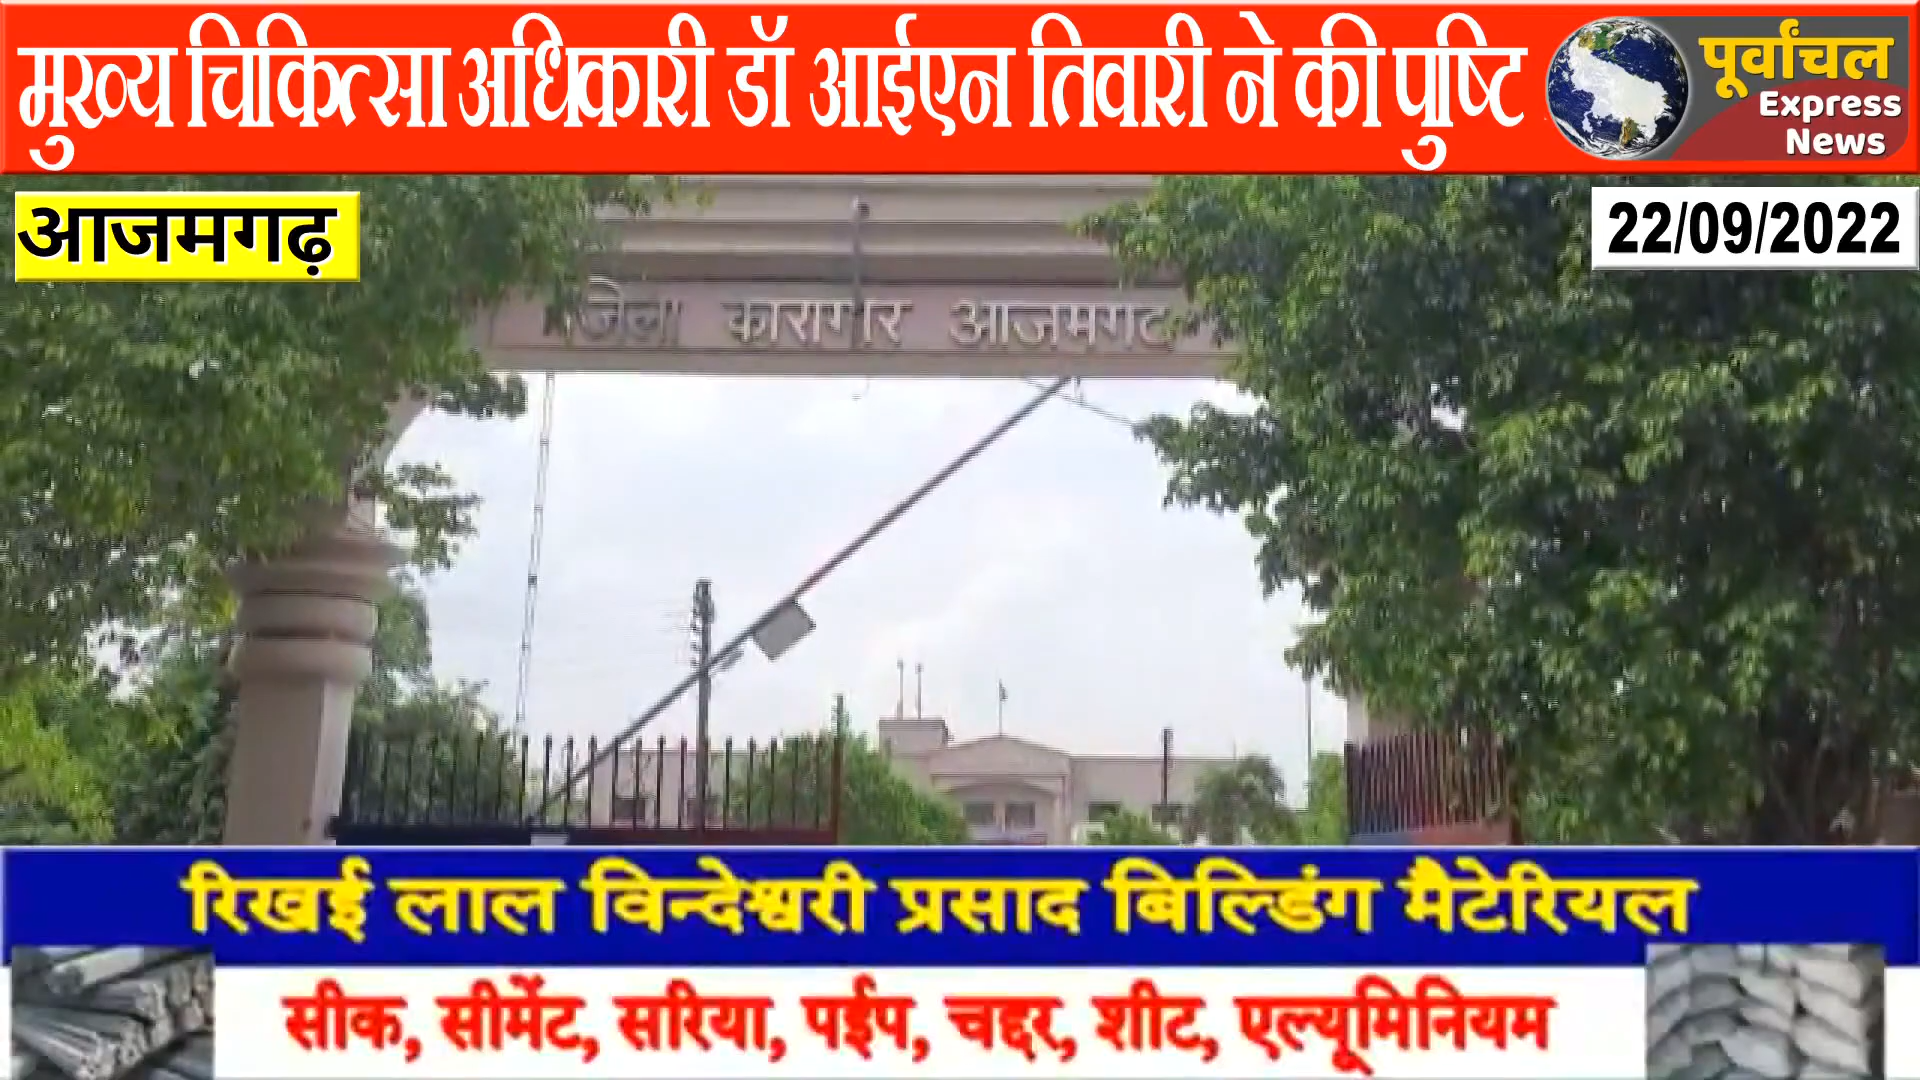 मुख्य चिकित्सा अधिकारी डॉ आईएन तिवारी ने की पुष्टि
पूर्वांचल
Express
News
आजमगढ़
22/09/2022
जिला कारागार आजमगढ
रिखई लाल विन्देश्वरी प्रसाद बिल्डिंग मैटेरियल
सीक, सीर्मेट, सरिया, पईप, चद्दर, शीट, एल्यूमिनियम